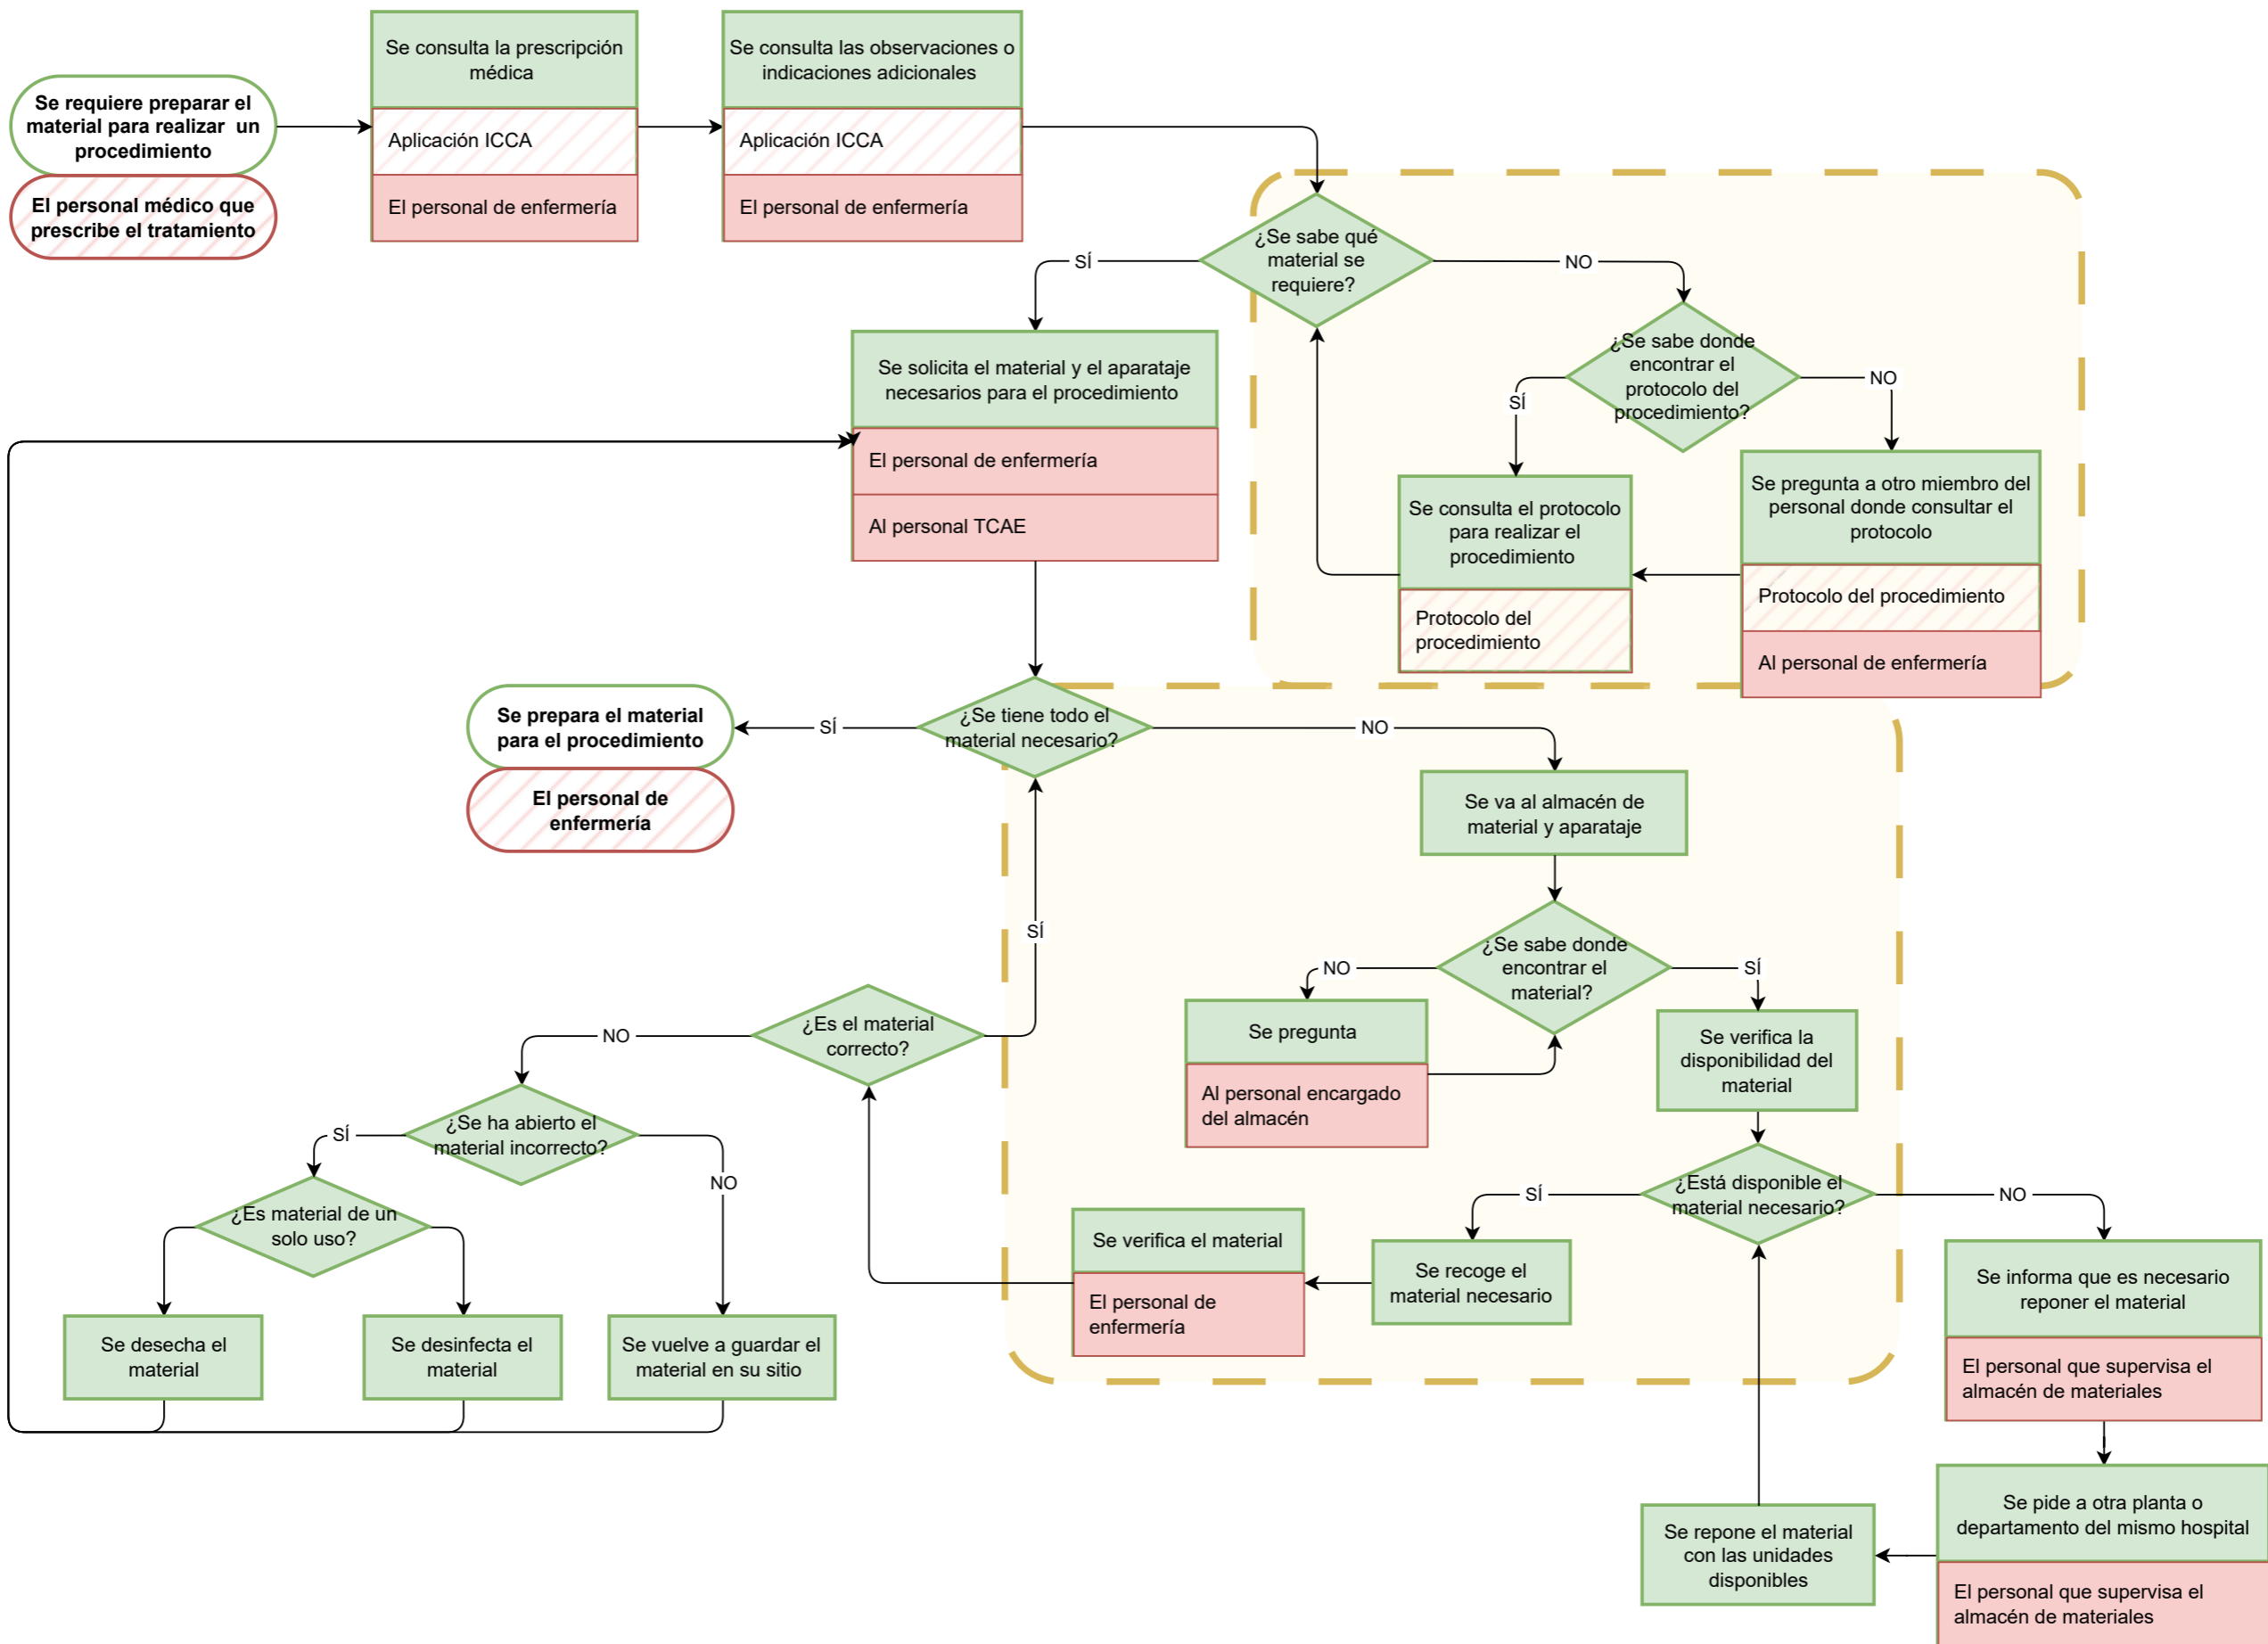 Se consulta la prescripción
médica
Aplicación ICCA
El personal de enfermería
Se consulta las observaciones o
indicaciones adicionales
Aplicación ICCA
El personal de enfermería
Se requiere preparar el
material para realizar un
procedimiento
El personal médico que
prescribe el tratamiento
¿Se sabe qué
material se
requiere?
SÍ
NO
¿Se sabe donde
encontrar el
protocolo del
procedimiento?
SÍ
NO
Se solicita el material y el aparataje
necesarios para el procedimiento
El personal de enfermería
Al personal TCAE
Se consulta el protocolo
para realizar el
procedimiento
Protocolo del
procedimiento
Se pregunta a otro miembro del
personal donde consultar el
protocolo
Protocolo del procedimiento
Al personal de enfermería
Se prepara el material
para el procedimiento
El personal de
enfermería
SÍ
¿Se tiene todo el
material necesario?
NO
Se va al almacén de
material y aparataje
¿Se sabe donde
encontrar el
material?
NO
SÍ
Se pregunta
Al personal encargado
del almacén
Se verifica la
disponibilidad del
material
SÍ
¿Es el material
correcto?
NO
¿Se ha abierto el
material incorrecto?
SÍ
NO
¿Es material de un
solo uso?
Se desecha el
material
Se desinfecta el
material
Se vuelve a guardar el
material en su sitio
¿Está disponible el
material necesario?
SÍ
NO
Se verifica el material
El personal de
enfermería
Se recoge el
material necesario
Se informa que es necesario
reponer el material
El personal que supervisa el
almacén de materiales
Se pide a otra planta o
departamento del mismo hospital
El personal que supervisa el
almacén de materiales
Se repone el material
con las unidades
disponibles